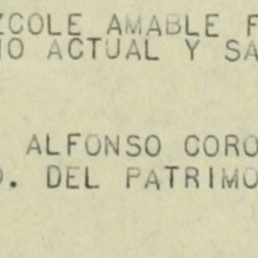 ZCOLE AMABLE F
IO ACTUAL Y SA
ALFONSO CORO
O. DEL PATRIMO